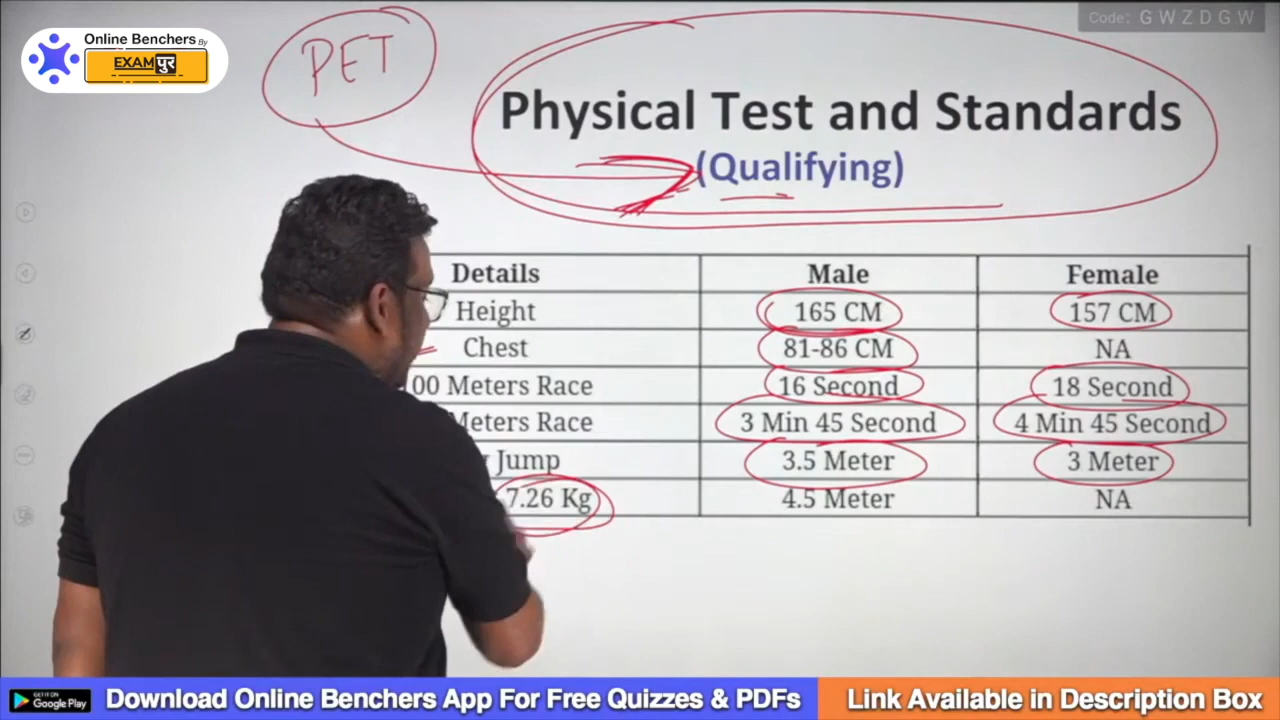 Code: G W Z D G W
Online Benchers By
EXAMपुर
PET
Physical Test and Standards
(Qualifying)
Details Male Female
Height 165 CM 157 CM
Chest 81-86 CM NA
00 Meters Race 16 Second 18 Second
Meters Race 3 Min 45 Second 4 Min 45 Second
Jump 3.5 Meter 3 Meter
7.26 Kg 4.5 Meter NA
GET IT ON
Google Play
Download Online Benchers App For Free Quizzes & PDFs
Link Available in Description Box